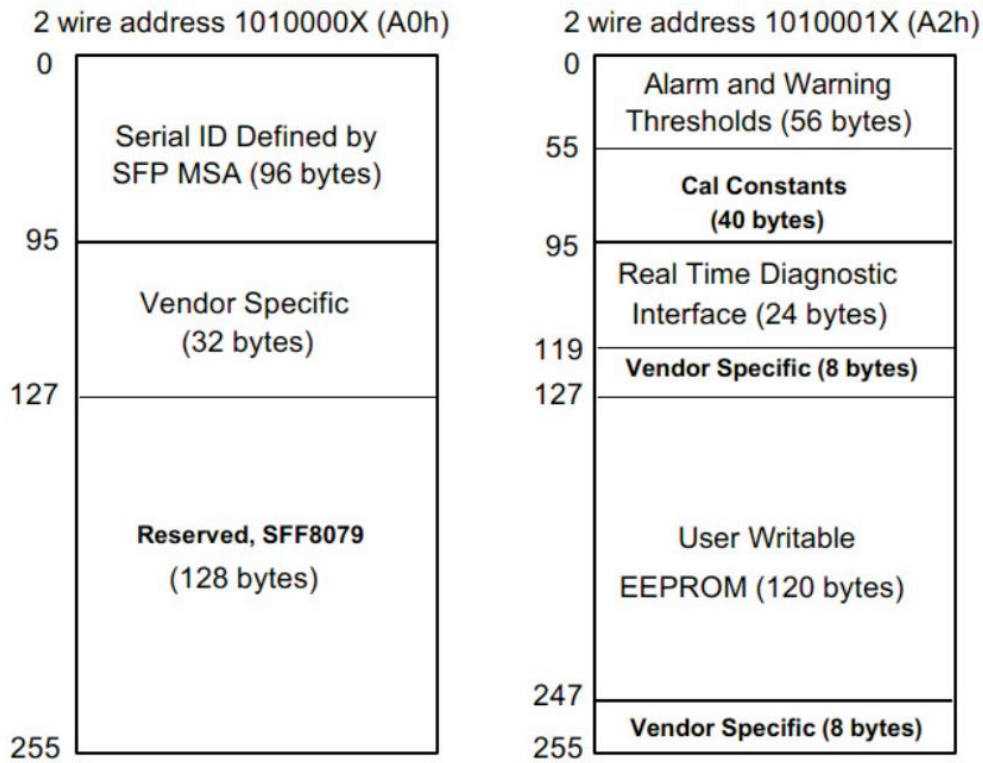 2 wire address 1010000X (A0h)
0
Serial ID Defined by
SFP MSA (96 bytes)
95
Vendor Specific
(32 bytes)
127
Reserved, SFF8079
(128 bytes)
255
2 wire address 1010001X (A2h)
0
Alarm and Warning
Thresholds (56 bytes)
55
Cal Constants
(40 bytes)
95
Real Time Diagnostic
Interface (24 bytes)
119
Vendor Specific (8 bytes)
127
User Writable
EEPROM (120 bytes)
247
Vendor Specific (8 bytes)
255